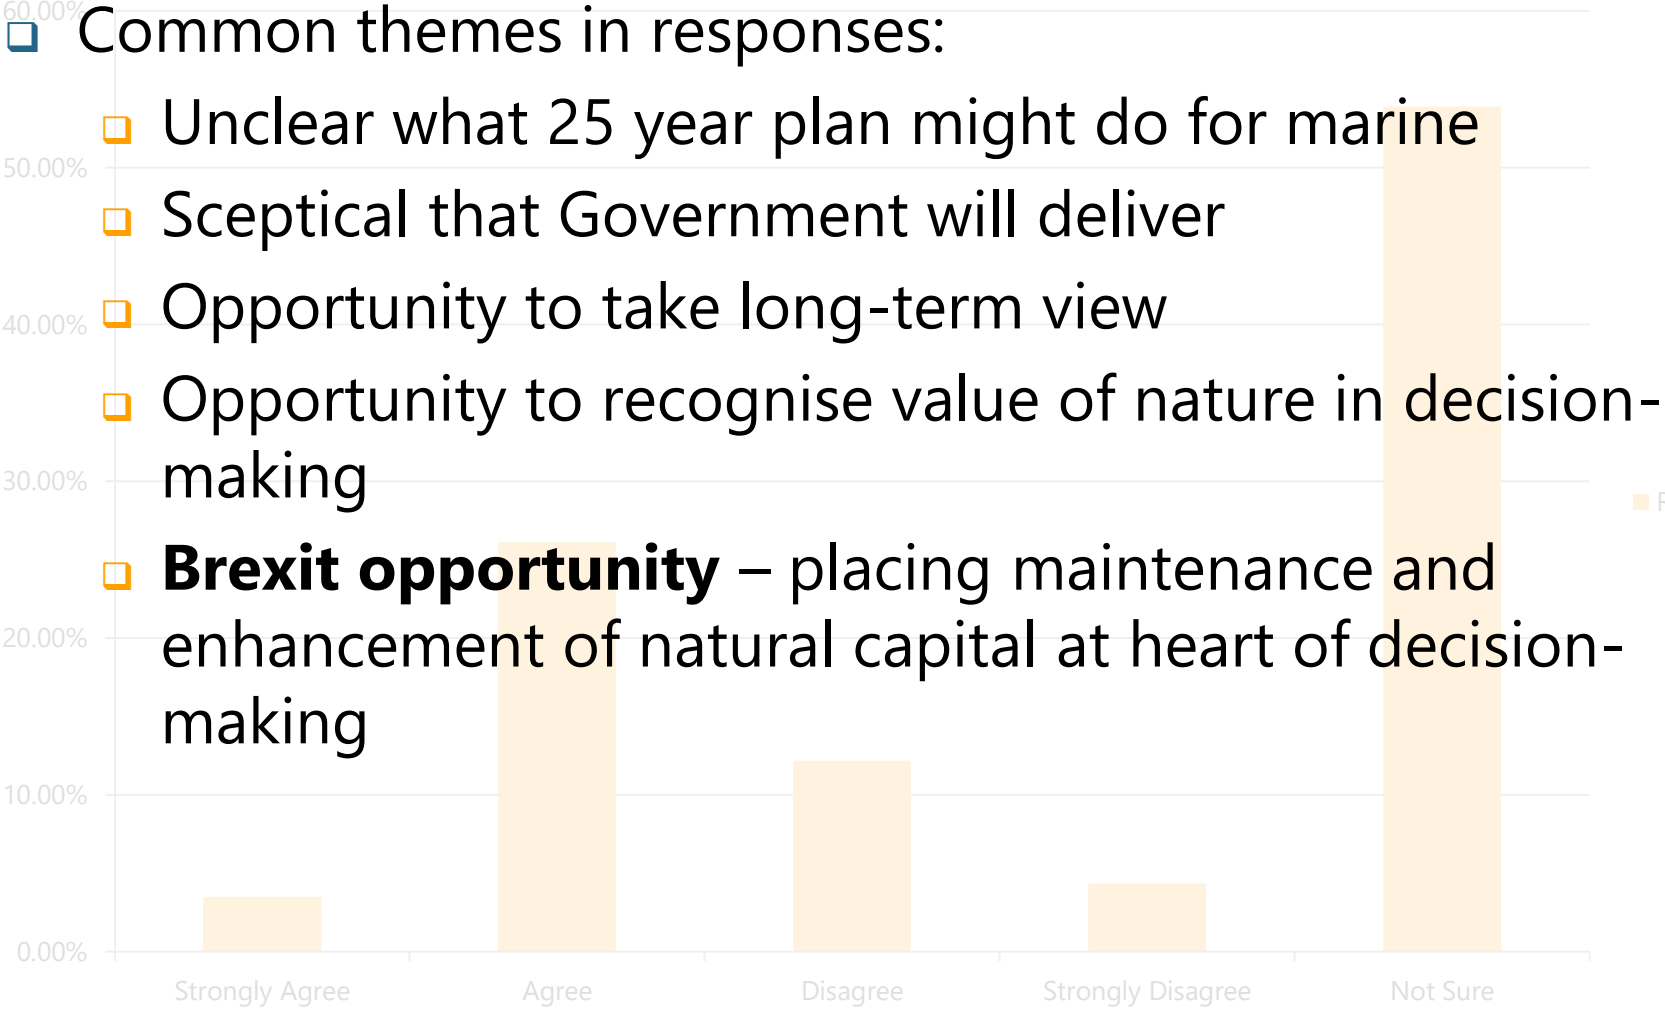 Common themes in responses:
Unclear what 25 year plan might do for marine
Sceptical that Government will deliver
Opportunity to take long-term view
Opportunity to recognise value of nature in decision-
making
Brexit opportunity – placing maintenance and
enhancement of natural capital at heart of decision-
making
60.00%
50.00%
40.00%
30.00%
20.00%
10.00%
0.00%
Strongly Agree
Agree
Disagree
Strongly Disagree
Not Sure